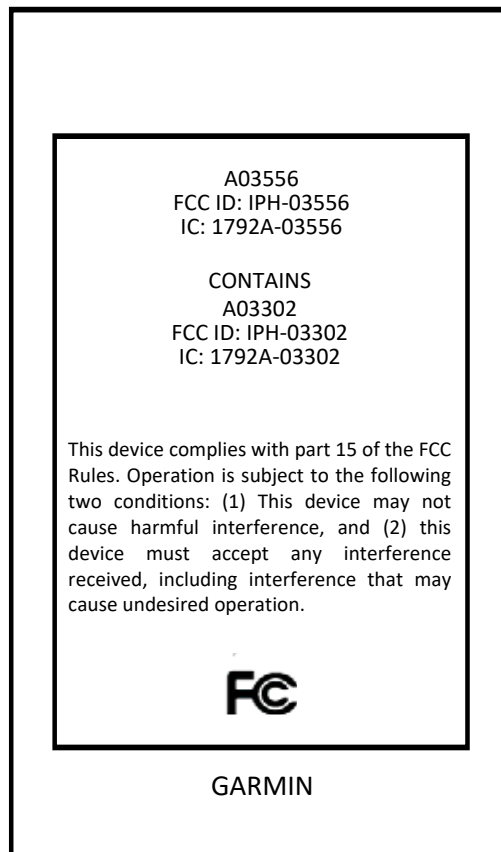 A03556
FCC ID: IPH-03556
IC: 1792A-03556
CONTAINS
A03302
FCC ID: IPH-03302
IC: 1792A-03302
This device complies with part 15 of the FCC
Rules. Operation is subject to the following
two conditions: (1) This device may not
cause harmful interference, and (2) this
device must accept any interference
received, including interference that may
cause undesired operation.
FC
GARMIN